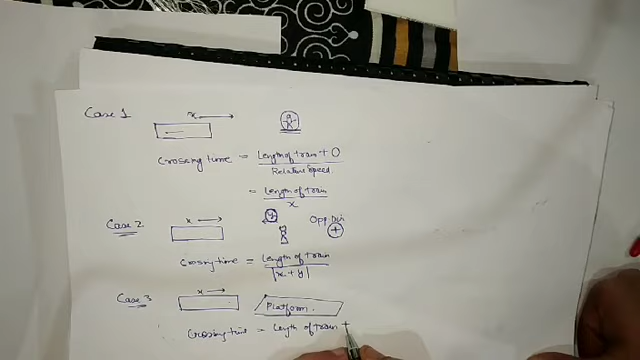 Case 1
x
Crossing time = Length of train + 0
Relative Speed
= Length of train
x
Case 2
x
y
Opp. Dir
+
Crossing time = Length of train
|x + y|
Case 3
x
Platform.
Crossing time = Length of train +